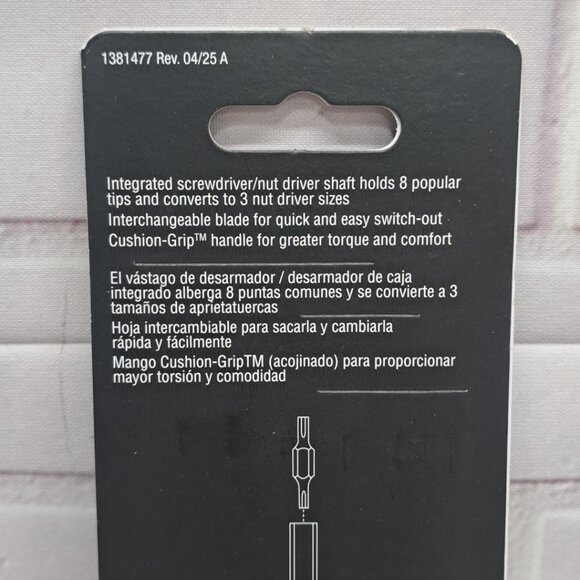 1381477 Rev. 04/25 A
Integrated screwdriver/nut driver shaft holds 8 popular
tips and converts to 3 nut driver sizes
Interchangeable blade for quick and easy switch-out
Cushion-Grip™ handle for greater torque and comfort
El vástago de desarmador / desarmador de caja
integrado alberga 8 puntas comunes y se convierte a 3
tamaños de aprietatuercas
Hoja intercambiable para sacarla y cambiarla
rápida y fácilmente
Mango Cushion-GripTM (acojinado) para proporcionar
mayor torsión y comodidad